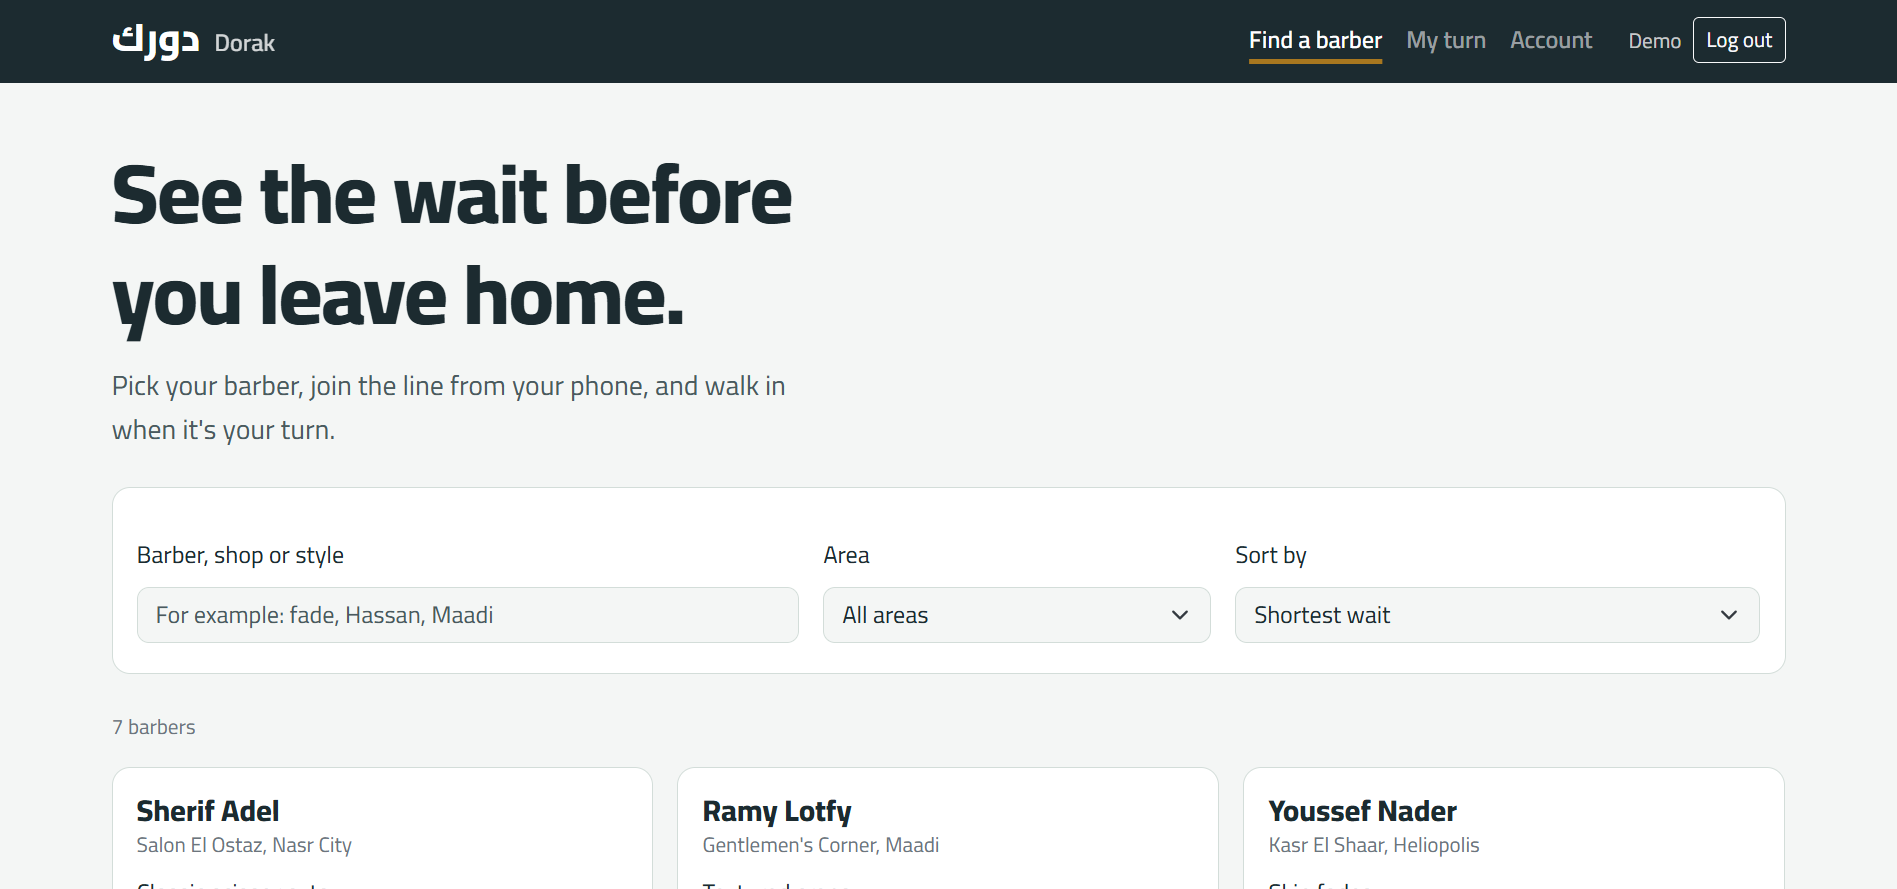 دورك Dorak
Find a barber My turn Account Demo Log out
See the wait before
you leave home.
Pick your barber, join the line from your phone, and walk in
when it's your turn.
Barber, shop or style
For example: fade, Hassan, Maadi
Area
All areas
Sort by
Shortest wait
7 barbers
Sherif Adel
Salon El Ostaz, Nasr City
Ramy Lotfy
Gentlemen's Corner, Maadi
Youssef Nader
Kasr El Shaar, Heliopolis